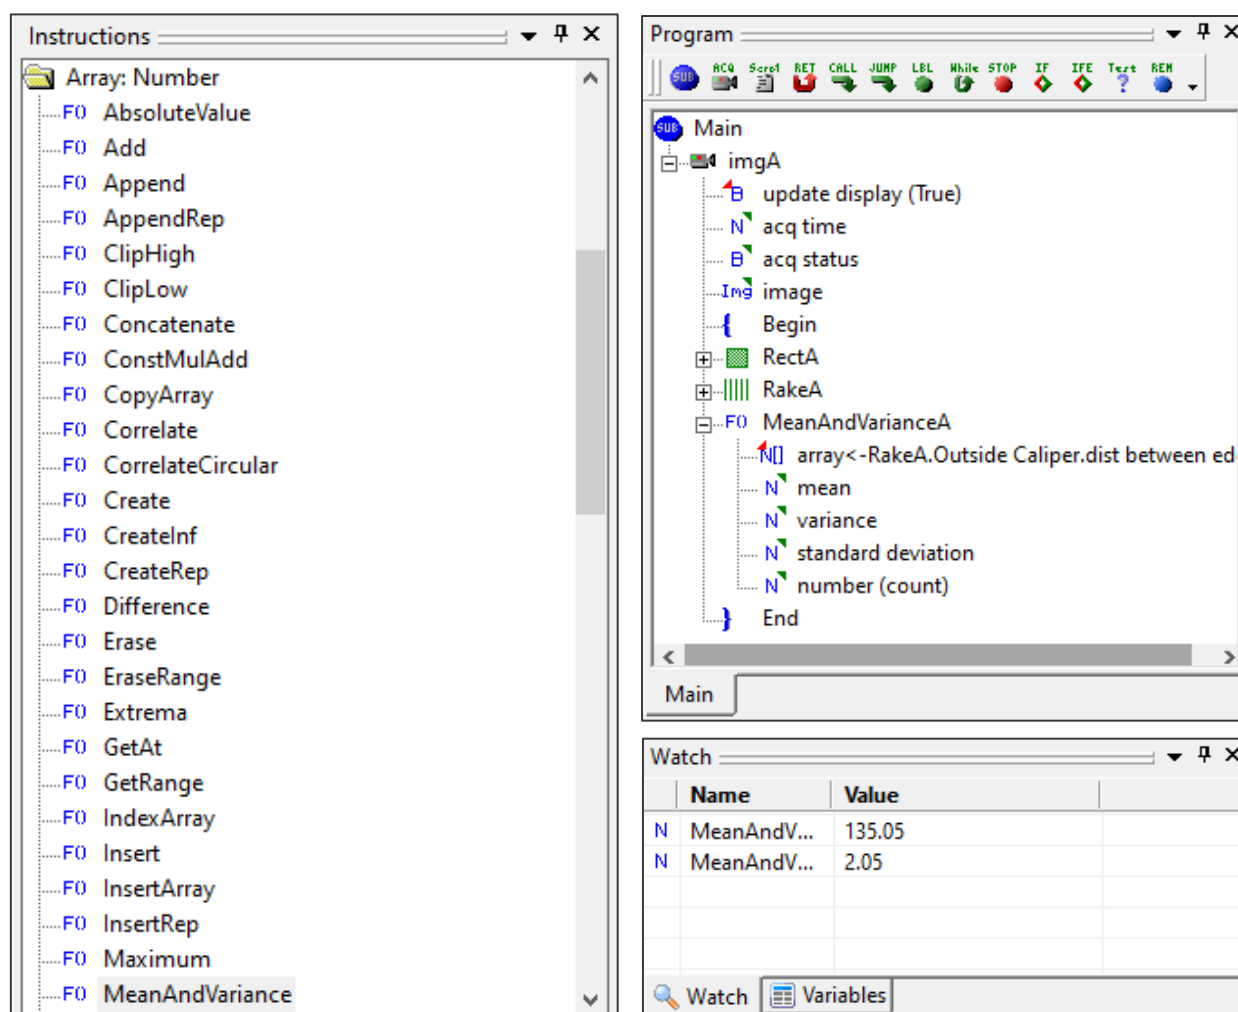 Instructions
Array: Number
F() AbsoluteValue
F() Add
F() Append
F() AppendRep
F() ClipHigh
F() ClipLow
F() Concatenate
F() ConstMulAdd
F() CopyArray
F() Correlate
F() CorrelateCircular
F() Create
F() CreateInf
F() CreateRep
F() Difference
F() Erase
F() EraseRange
F() Extrema
F() GetAt
F() GetRange
F() IndexArray
F() Insert
F() InsertArray
F() InsertRep
F() Maximum
F() MeanAndVariance
Program
SUB ACQ Scrpt RET CALL JUMP LBL While STOP IF IFE Test REM
SUB Main
imgA
B update display (True)
N acq time
B acq status
Img image
{ Begin
RectA
RakeA
F() MeanAndVarianceA
N[] array<-RakeA.Outside Caliper.dist between ed
N mean
N variance
N standard deviation
N number (count)
} End
Main
Watch
Name Value
N MeanAndV... 135.05
N MeanAndV... 2.05
Watch Variables